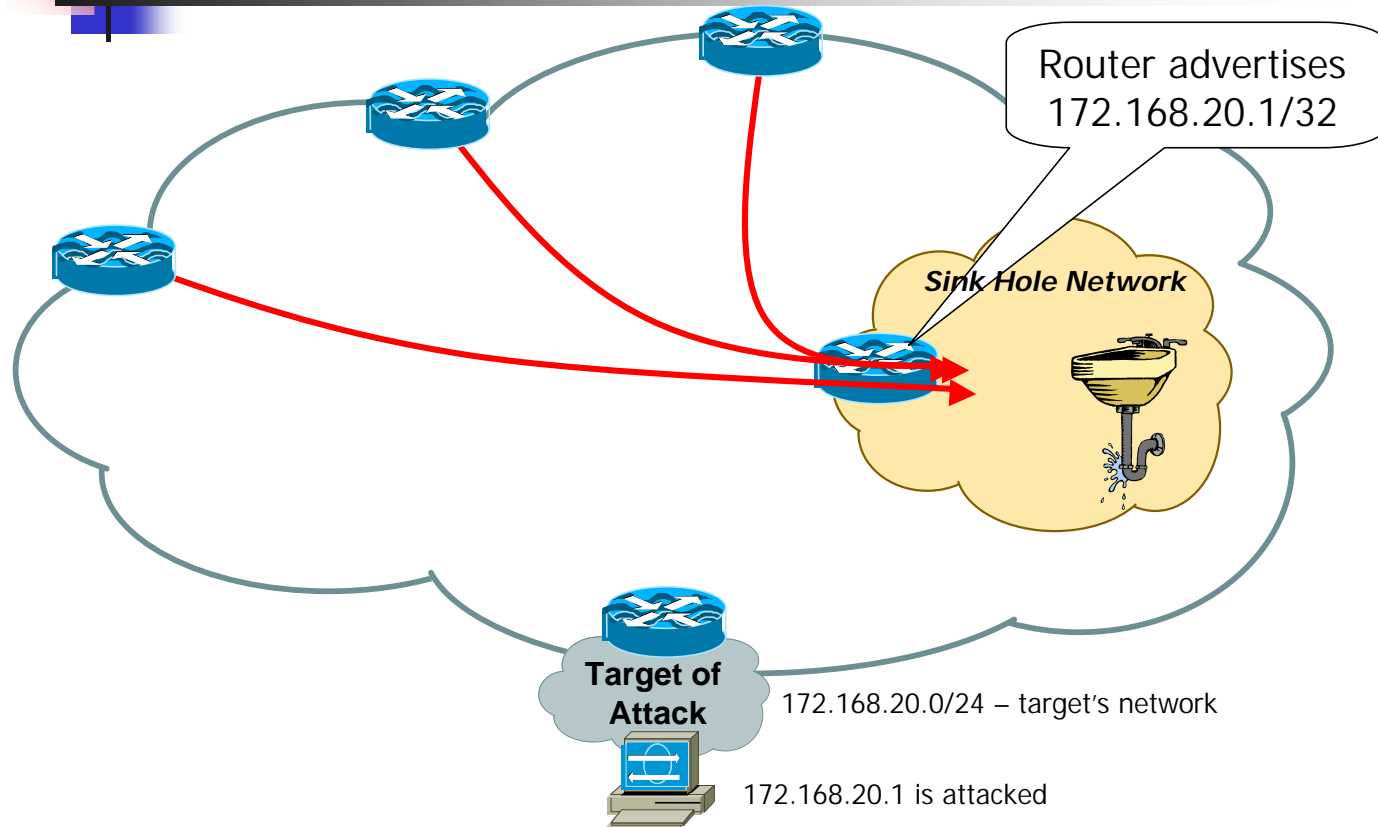 Router advertises
172.168.20.1/32
Sink Hole Network
Target of
Attack
172.168.20.0/24 – target's network
172.168.20.1 is attacked